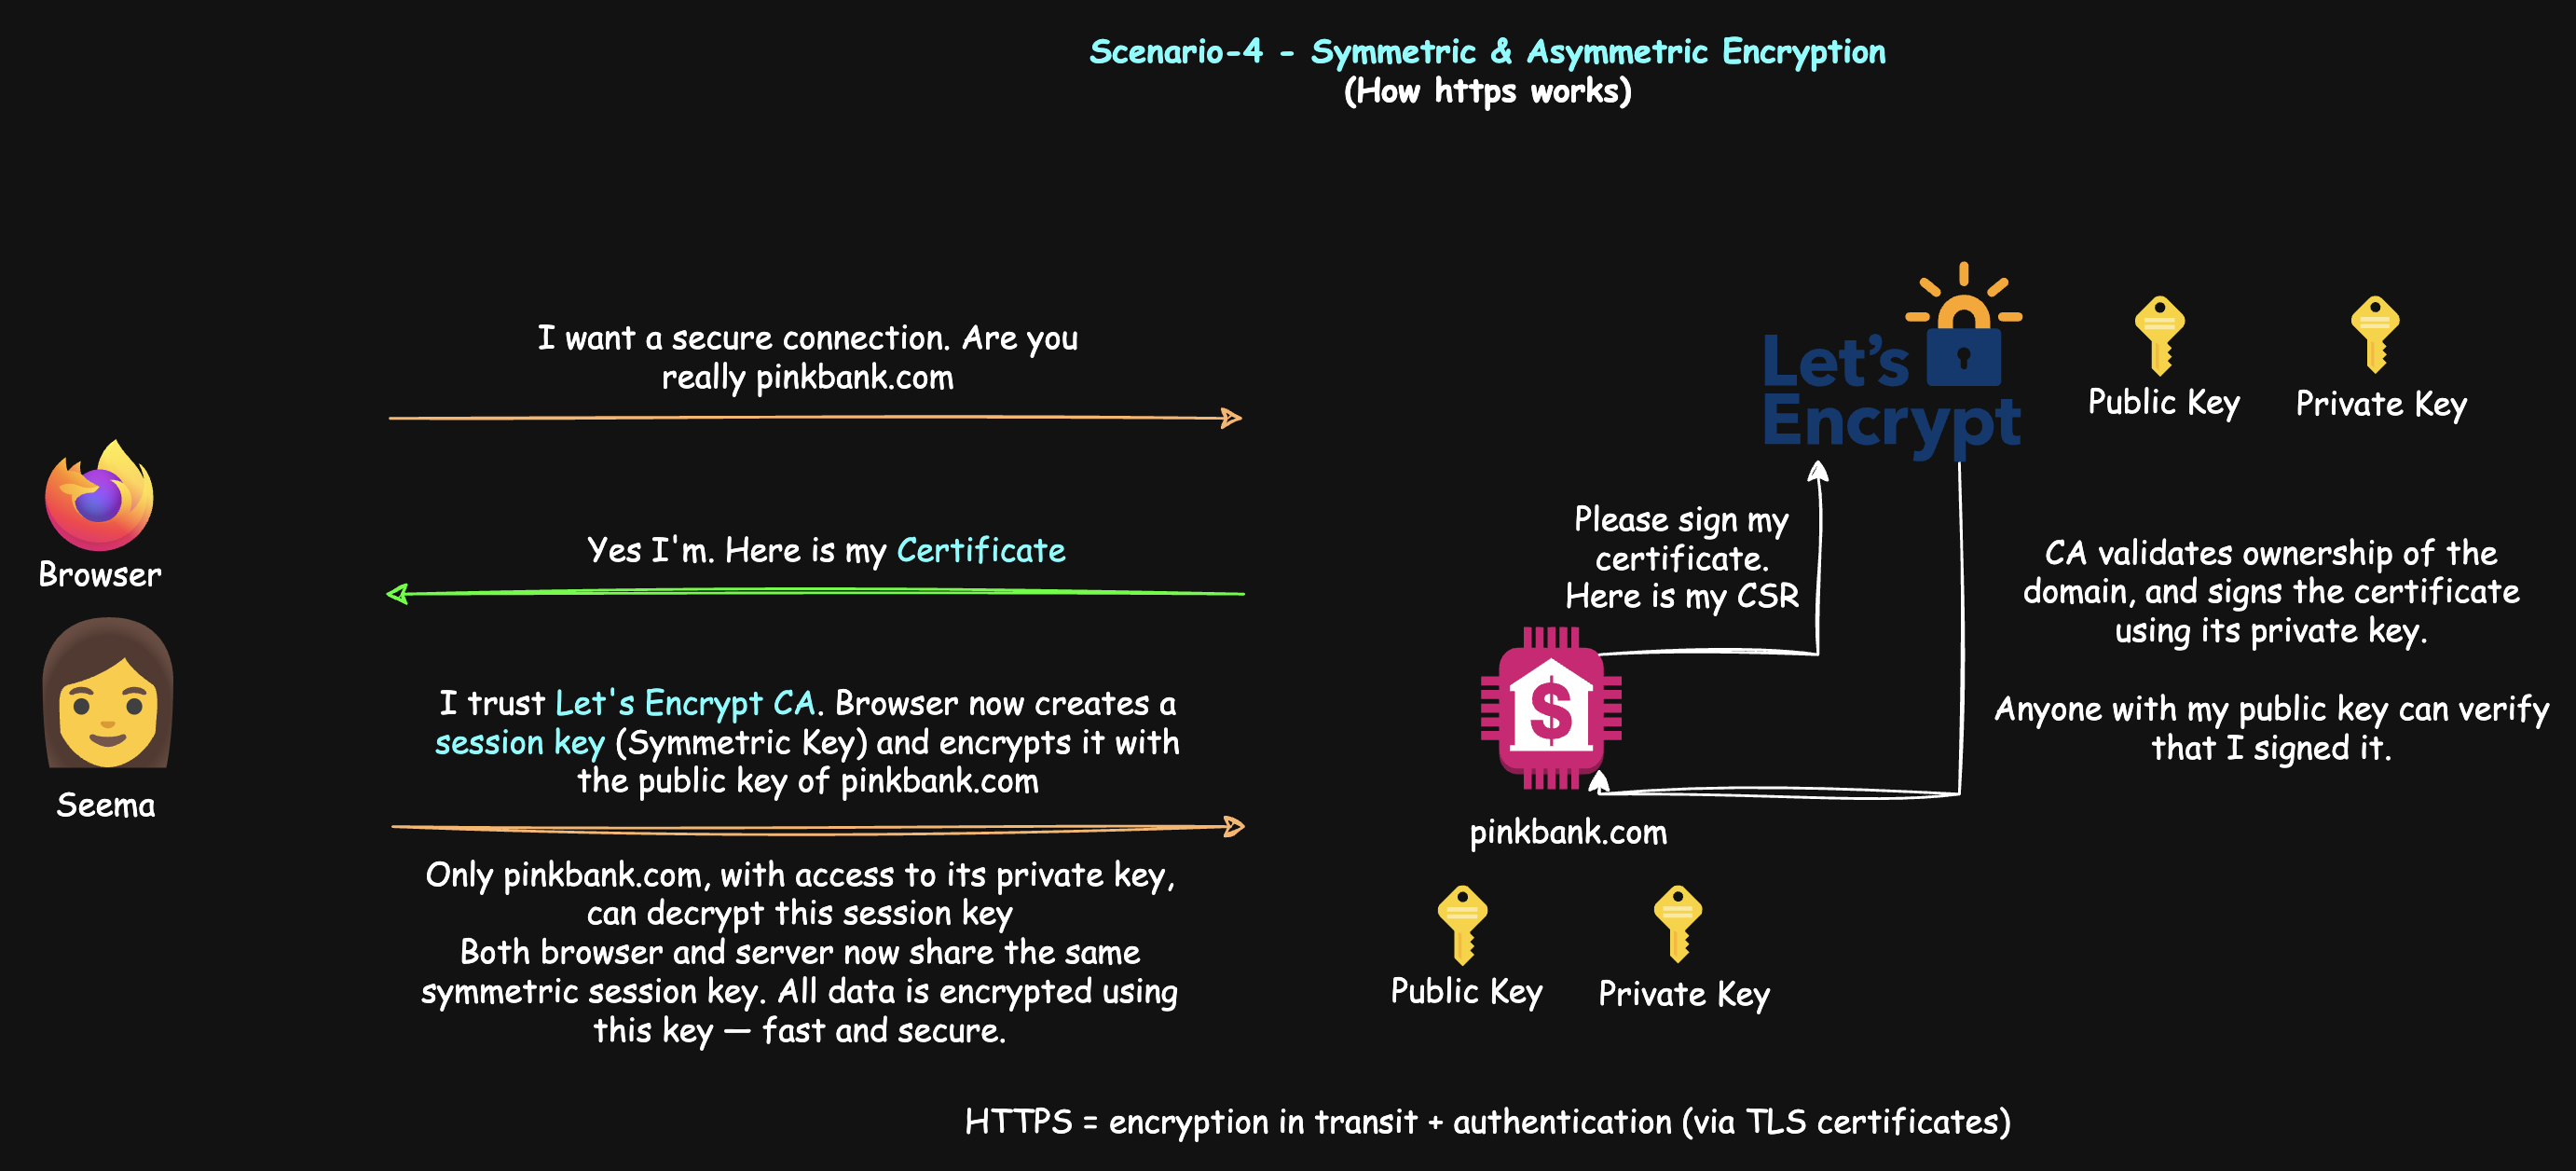 Scenario-4 - Symmetric & Asymmetric Encryption
(How https works)
I want a secure connection. Are you
really pinkbank.com
Browser
Yes I'm. Here is my Certificate
Seema
I trust Let's Encrypt CA. Browser now creates a
session key (Symmetric Key) and encrypts it with
the public key of pinkbank.com
Only pinkbank.com, with access to its private key,
can decrypt this session key
Both browser and server now share the same
symmetric session key. All data is encrypted using
this key — fast and secure.
Let's
Encrypt
Public Key
Private Key
Please sign my
certificate.
Here is my CSR
CA validates ownership of the
domain, and signs the certificate
using its private key.
Anyone with my public key can verify
that I signed it.
$
pinkbank.com
Public Key
Private Key
HTTPS = encryption in transit + authentication (via TLS certificates)